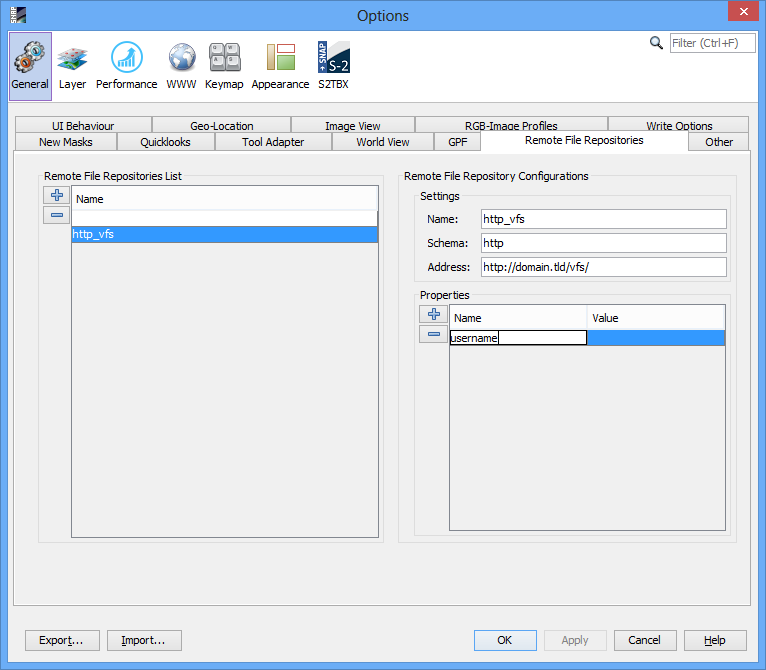 Options
Filter (Ctrl+F)
General Layer Performance WWW Keymap Appearance S2TBX
UI Behaviour Geo-Location Image View RGB-Image Profiles Write Options
New Masks Quicklooks Tool Adapter World View GPF Remote File Repositories Other
Remote File Repositories List
Name
http_vfs
Remote File Repository Configurations
Settings
Name: http_vfs
Schema: http
Address: http://domain.tld/vfs/
Properties
Name Value
username
Export... Import... OK Apply Cancel Help